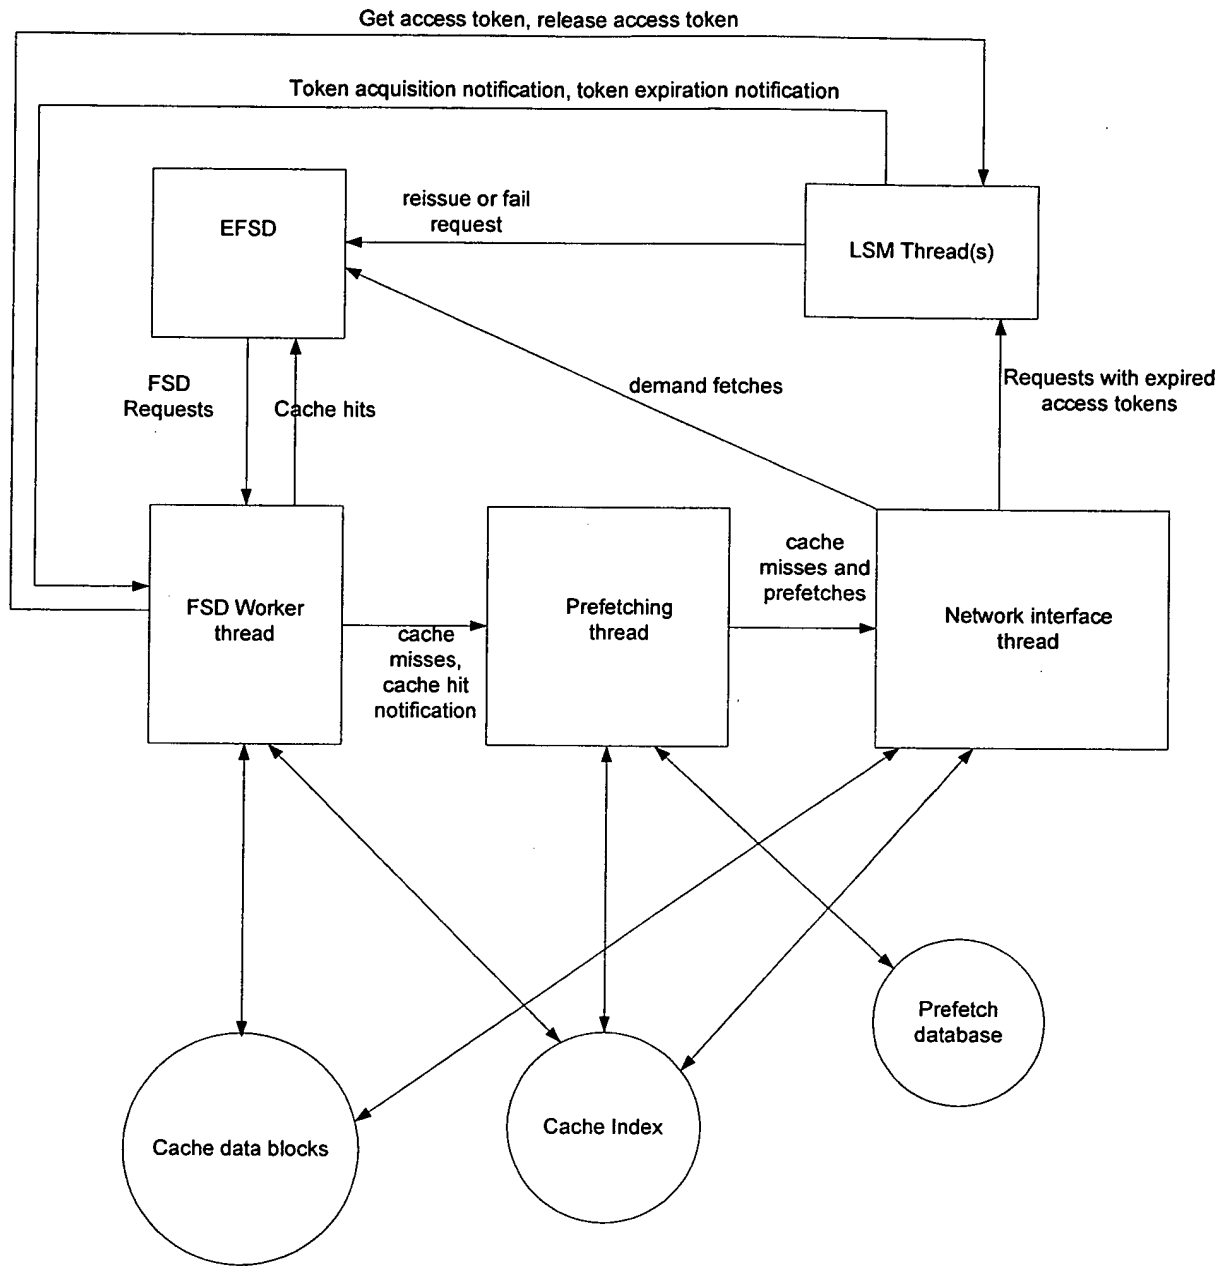 Get access token, release access token
Token acquisition notification, token expiration notification
EFSD
reissue or fail
request
LSM Thread(s)
FSD
Requests
Cache hits
demand fetches
Requests with expired
access tokens
FSD Worker
thread
cache
misses,
cache hit
notification
Prefetching
thread
cache
misses and
prefetches
Network interface
thread
Cache data blocks
Cache Index
Prefetch
database